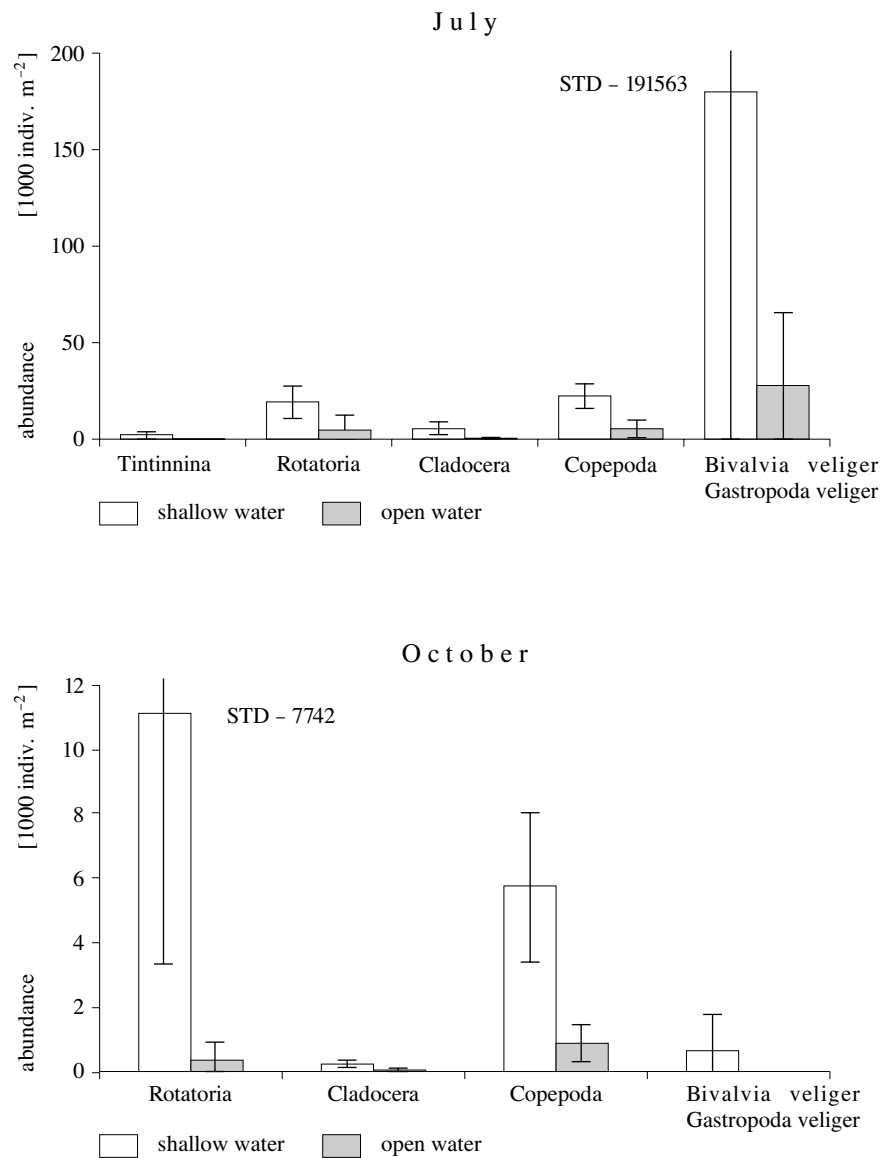 July
[1000 indiv. m⁻²]
abundance
200
150
100
50
0
STD – 191563
Tintinnina Rotatoria Cladocera Copepoda Bivalvia veliger
Gastropoda veliger
shallow water open water
October
[1000 indiv. m⁻²]
abundance
12
10
8
6
4
2
0
STD – 7742
Rotatoria Cladocera Copepoda Bivalvia veliger
Gastropoda veliger
shallow water open water